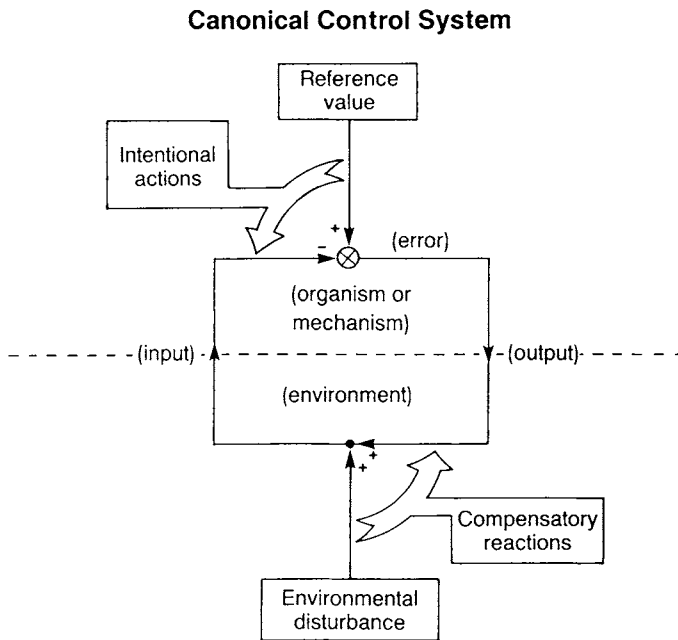 Canonical Control System
Reference
value
Intentional
actions
+
−
(error)
(organism or
mechanism)
(input)
(output)
(environment)
+
+
Compensatory
reactions
Environmental
disturbance